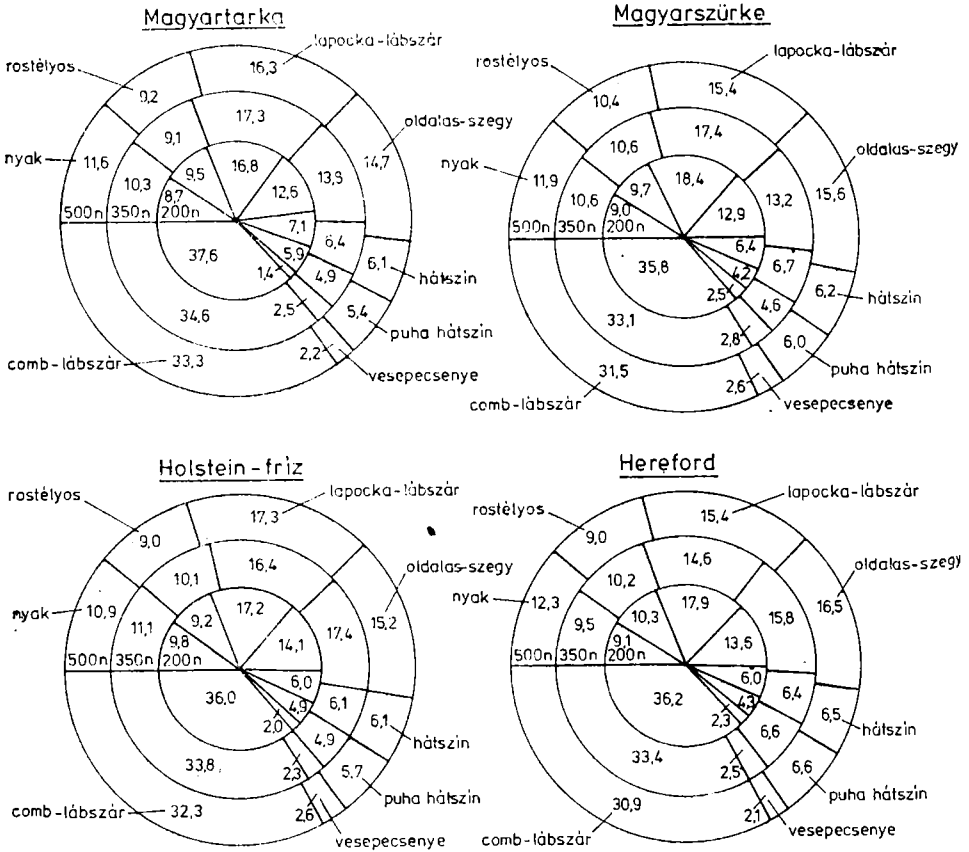 Magyartarka
lapocka-lábszár
rostélyos
16,3
9,2
17,3
oldalas-szegy
9,1
nyak
11,6
14,7
16,8
10,3
9,5
12,6
8,7
500n 350n 200n
7,1
6,4
37,6
5,9
6,1
hátszín
1,4
4,9
2,5
5,4
34,6
puha hátszín
comb-lábszár
33,3
2,2
vesepecsenye
Magyarszürke
lapocka-lábszár
rostélyos
15,4
10,4
17,4
oldalas-szegy
10,6
nyak
11,9
15,6
18,4
10,6
9,7
13,2
9,0
12,9
500n 350n 200n
6,4
6,7
35,8
4,2
6,2
hátszín
2,5
4,6
33,1
2,8
6,0
puha hátszín
31,5
2,6
vesepecsenye
comb-lábszár
Holstein-fríz
rostélyos
lapocka-lábszár
17,3
9,0
16,4
oldalas-szegy
10,1
nyak
10,9
17,2
15,2
11,1
9,2
17,4
9,8
14,1
500n 350n 200n
6,0
36,0
4,9
6,1
6,1
hátszín
2,0
4,9
33,8
2,3
5,7
puha hátszín
comb-lábszár
32,3
2,6
vesepecsenye
Hereford
lapocka-lábszár
rostélyos
15,4
9,0
14,6
oldalas-szegy
10,2
nyak
12,3
17,9
16,5
9,5
10,3
15,8
9,1
13,6
500n 350n 200n
6,0
6,4
36,2
4,3
6,5
hátszín
2,3
6,6
33,4
2,5
6,6
puha hátszín
30,9
2,1
vesepecsenye
comb-lábszár